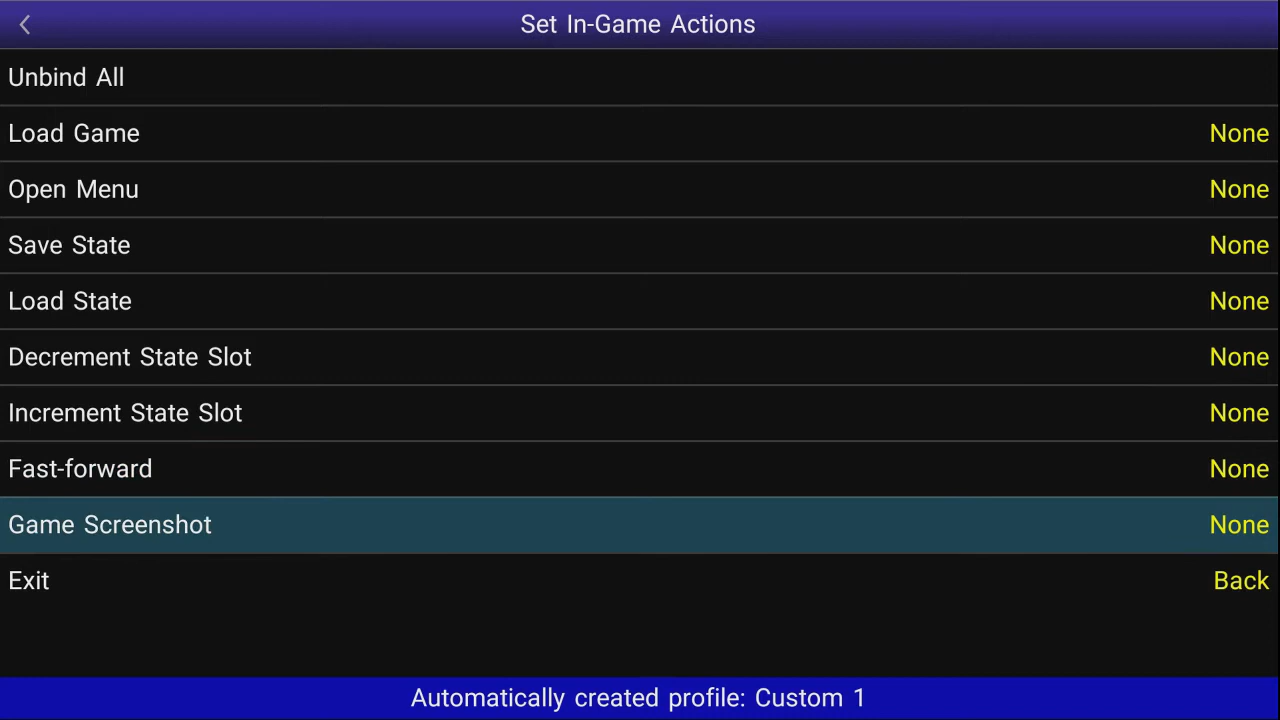 Set In-Game Actions
Unbind All
Load Game None
Open Menu None
Save State None
Load State None
Decrement State Slot None
Increment State Slot None
Fast-forward None
Game Screenshot None
Exit Back
Automatically created profile: Custom 1